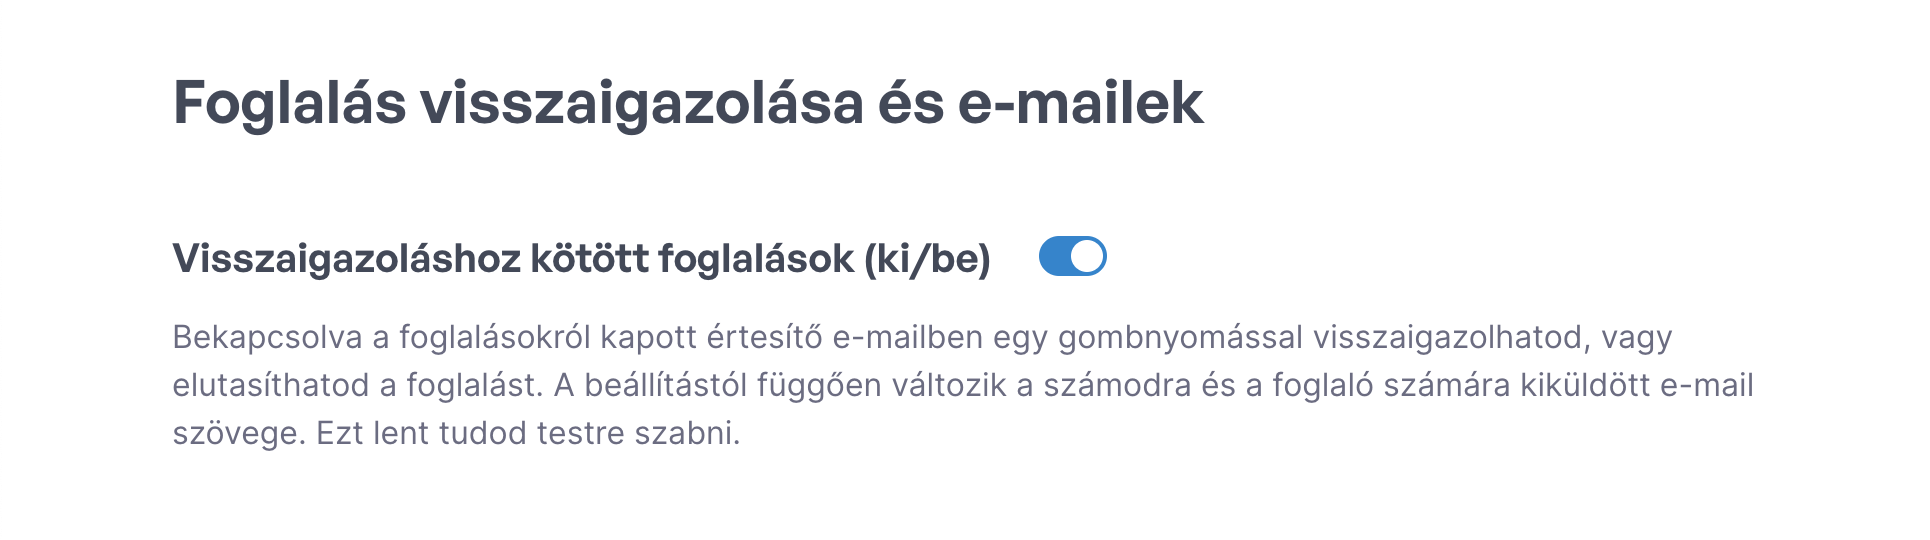 Foglalás visszaigazolása és e-mailek
Visszaigazoláshoz kötött foglalások (ki/be)
Bekapcsolva a foglalásokról kapott értesítő e-mailben egy gombnyomással visszaigazolhatod, vagy
elutasíthatod a foglalást. A beállítástól függően változik a számodra és a foglaló számára kiküldött e-mail
szövege. Ezt lent tudod testre szabni.